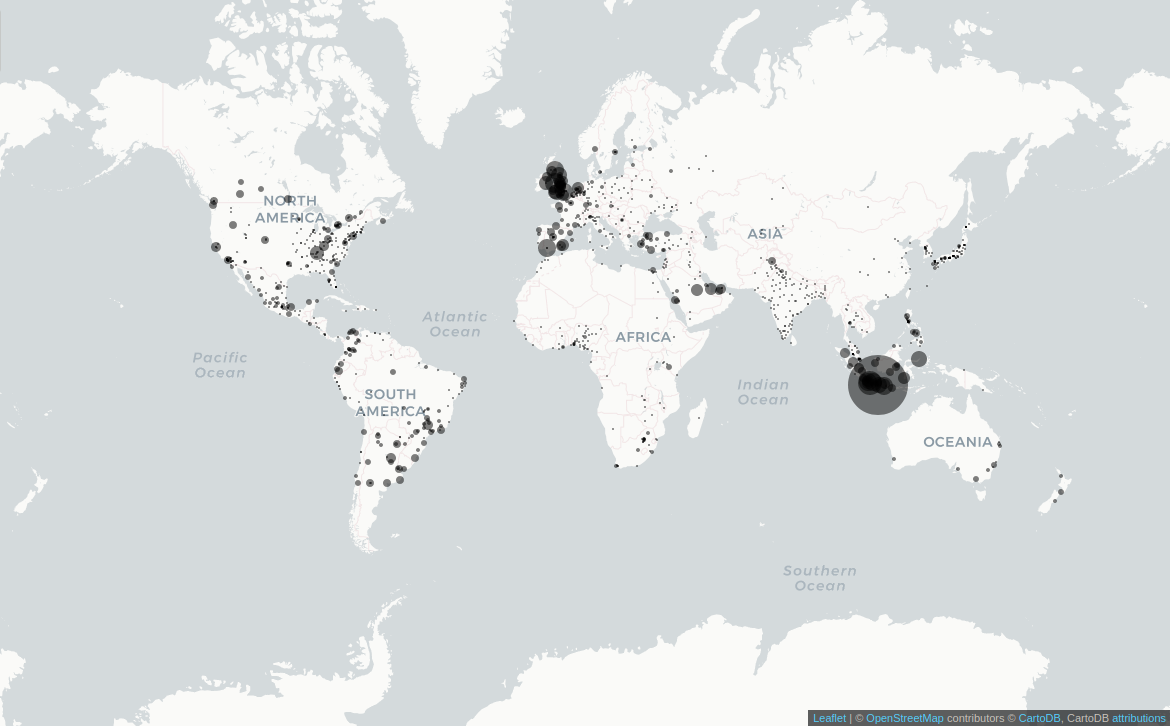 NORTH
AMERICA
ASIA
Atlantic
Ocean
AFRICA
Pacific
Ocean
SOUTH
AMERICA
Indian
Ocean
OCEANIA
Southern
Ocean
Leaflet | © OpenStreetMap contributors © CartoDB, CartoDB attributions